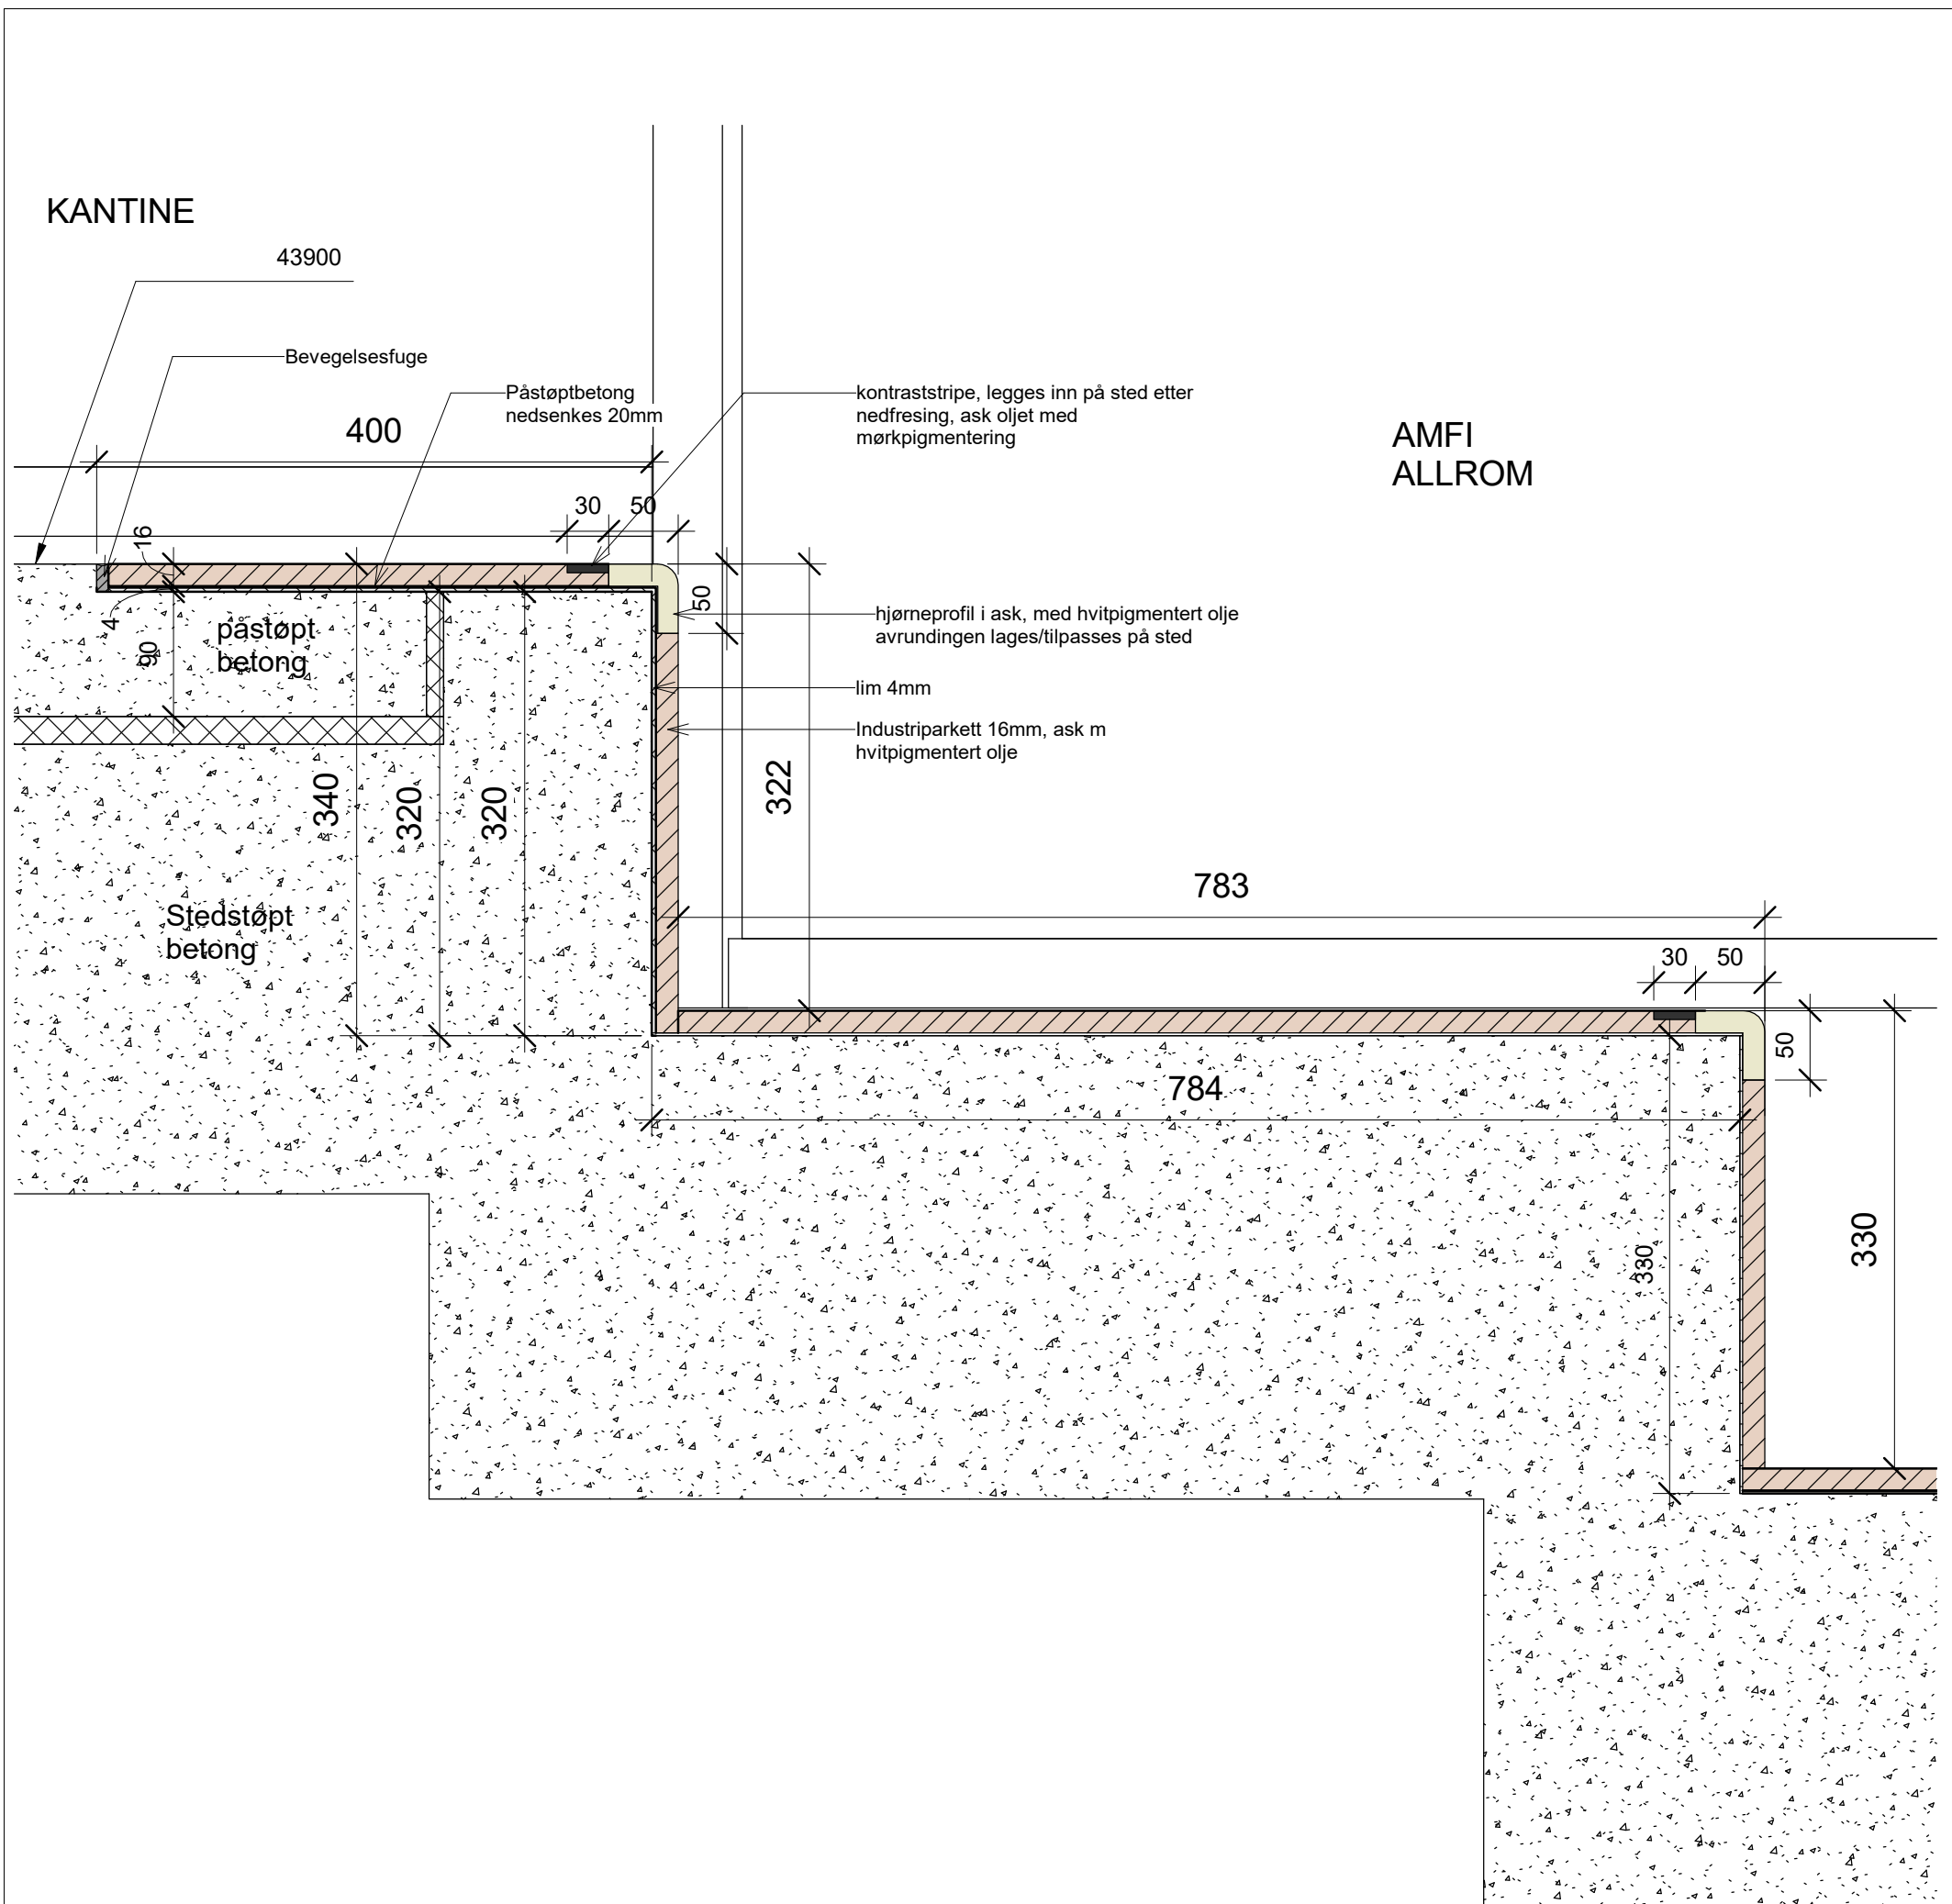 KANTINE
43900
Bevegelsesfuge
Påstøptbetong
nedsenkes 20mm
kontraststripe, legges inn på sted etter
nedfresing, ask oljet med
mørkpigmentering
AMFI
ALLROM
400
30
50
16
4
90
påstøpt
betong
50
hjørneprofil i ask, med hvitpigmentert olje
avrundingen lages/tilpasses på sted
lim 4mm
Industriparkett 16mm, ask m
hvitpigmentert olje
340
320
320
322
Stedstøpt
betong
783
30
50
50
784
330
330